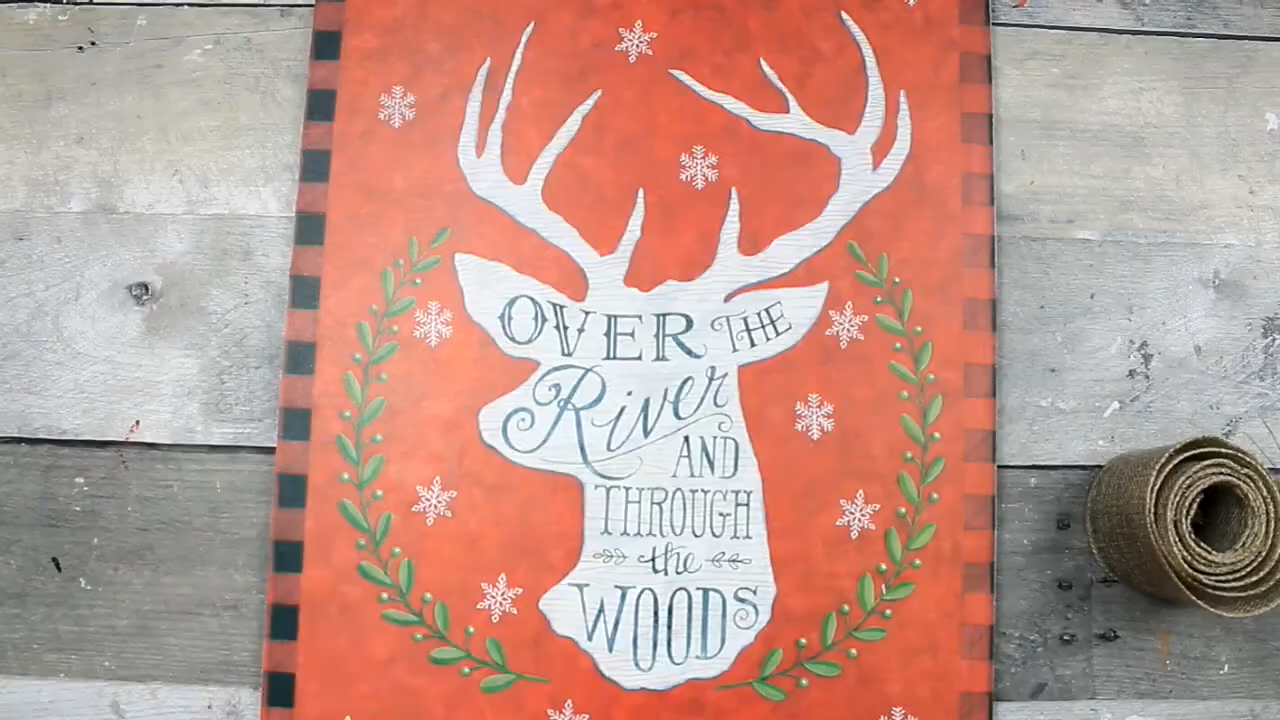 OVER THE
River
AND
THROUGH
the
WOODS